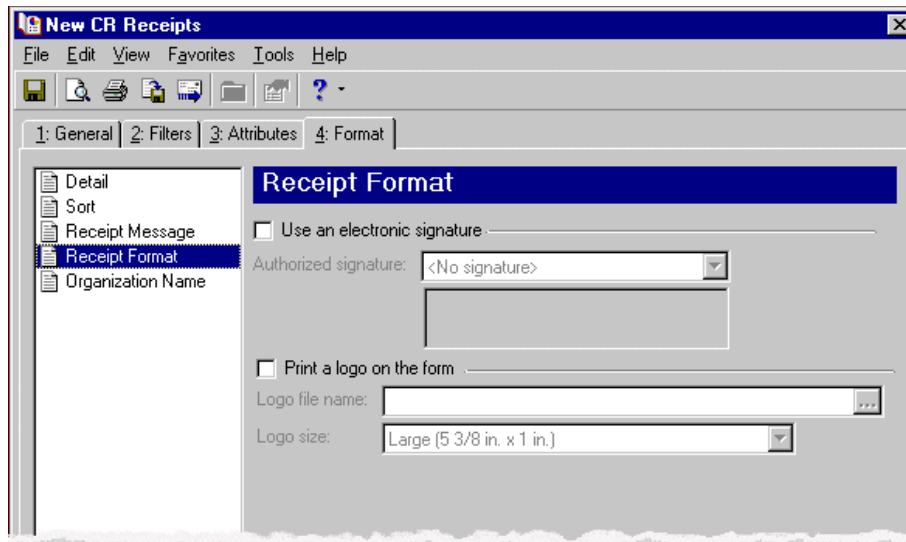 New CR Receipts
File Edit View Favorites Tools Help
1: General 2: Filters 3: Attributes 4: Format
Detail
Sort
Receipt Message
Receipt Format
Organization Name
Receipt Format
Use an electronic signature
Authorized signature: <No signature>
Print a logo on the form
Logo file name: ...
Logo size: Large (5 3/8 in. x 1 in.)